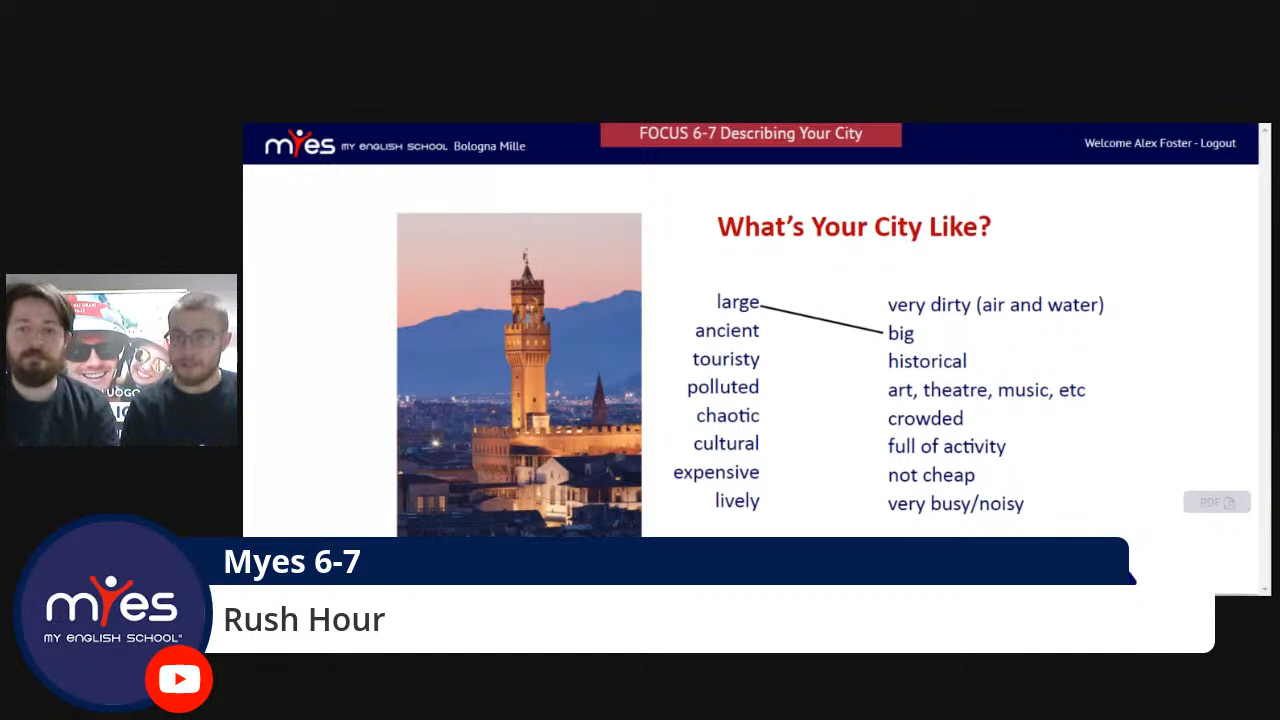 FOCUS 6-7 Describing Your City
myes MY ENGLISH SCHOOL Bologna Mille
Welcome Alex Foster - Logout
What's Your City Like?
large
ancient
touristy
polluted
chaotic
cultural
expensive
lively
very dirty (air and water)
big
historical
art, theatre, music, etc
crowded
full of activity
not cheap
very busy/noisy
PDF
Myes 6-7
Rush Hour
myes
MY ENGLISH SCHOOL